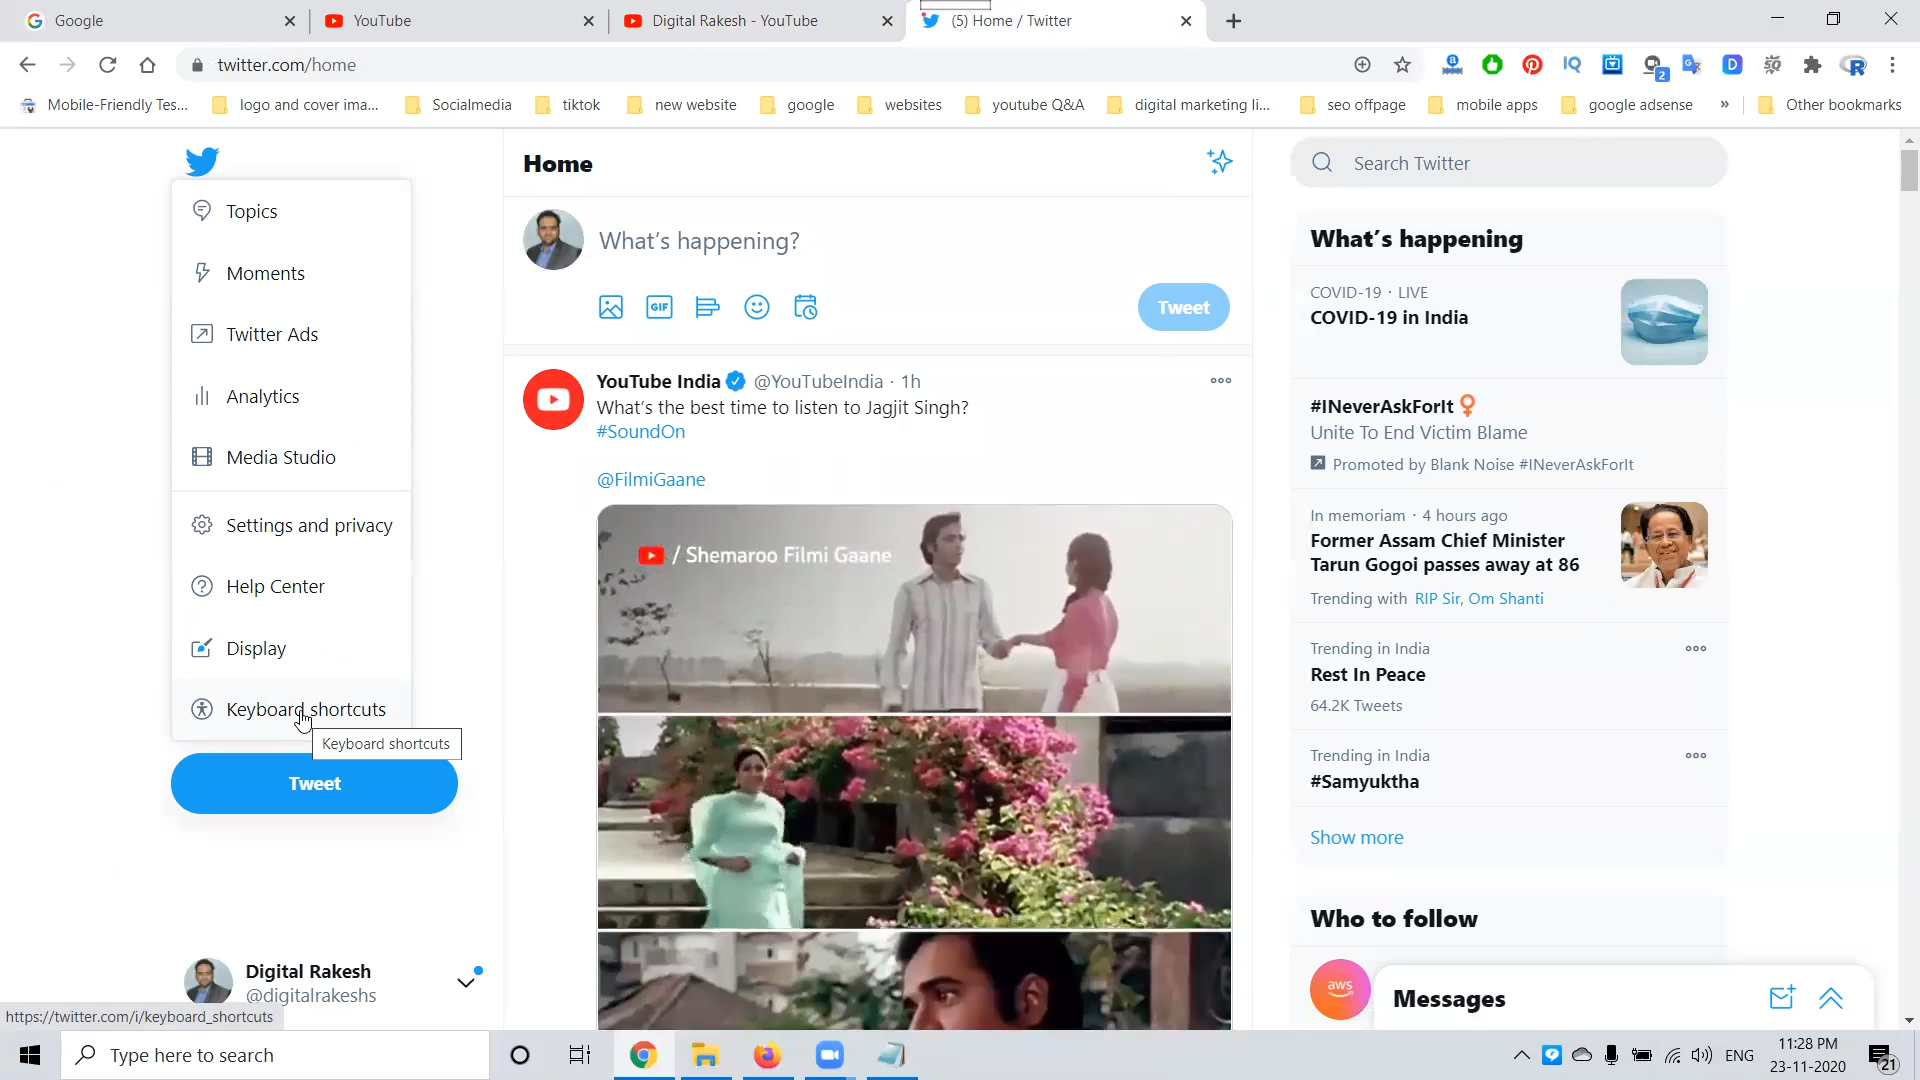 Google
YouTube
Digital Rakesh - YouTube
(5) Home / Twitter
twitter.com/home
2
Mobile-Friendly Tes...
logo and cover ima...
Socialmedia
tiktok
new website
google
websites
youtube Q&A
digital marketing li...
seo offpage
mobile apps
google adsense
»
Other bookmarks
Topics
Moments
Twitter Ads
Analytics
Media Studio
Settings and privacy
Help Center
Display
Keyboard shortcuts
Keyboard shortcuts
Tweet
Digital Rakesh
@digitalrakeshs
https://twitter.com/i/keyboard_shortcuts
Home
What's happening?
GIF
Tweet
YouTube India @YouTubeIndia · 1h
What's the best time to listen to Jagjit Singh?
#SoundOn
@FilmiGaane
/ Shemaroo Filmi Gaane
Search Twitter
What's happening
COVID-19 · LIVE
COVID-19 in India
#INeverAskForIt
Unite To End Victim Blame
Promoted by Blank Noise #INeverAskForIt
In memoriam · 4 hours ago
Former Assam Chief Minister
Tarun Gogoi passes away at 86
Trending with RIP Sir, Om Shanti
Trending in India
Rest In Peace
64.2K Tweets
Trending in India
#Samyuktha
Show more
Who to follow
aws
Messages
Type here to search
ENG
11:28 PM
23-11-2020
21